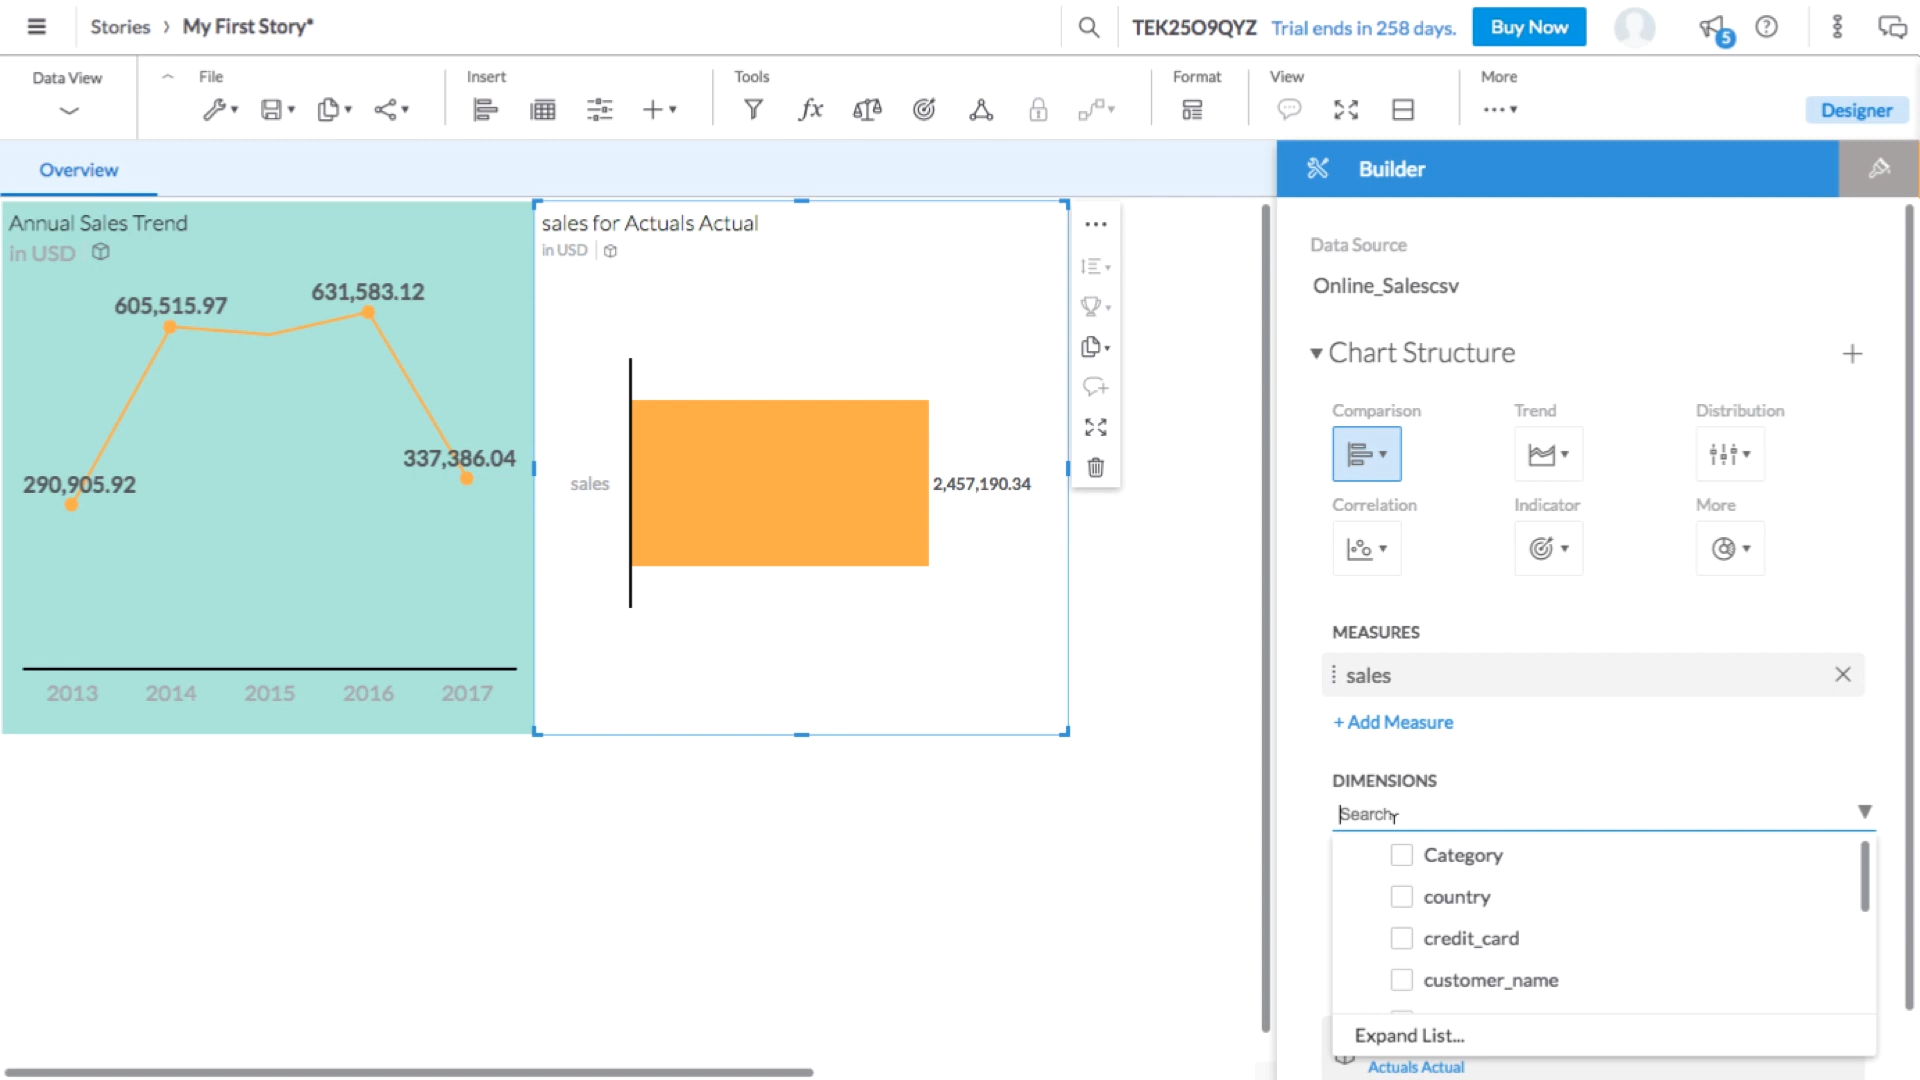 Stories › My First Story*
TEK25O9QYZ Trial ends in 258 days. Buy Now 5
Data View
File
Insert
Tools
Format
View
More
Designer
Overview
Builder
Annual Sales Trend
in USD
605,515.97
631,583.12
290,905.92
337,386.04
2013 2014 2015 2016 2017
sales for Actuals Actual
in USD
sales
2,457,190.34
Data Source
Online_Salescsv
Chart Structure
Comparison Trend Distribution
Correlation Indicator More
MEASURES
sales
+ Add Measure
DIMENSIONS
Search
Category
country
credit_card
customer_name
Expand List...
Actuals Actual